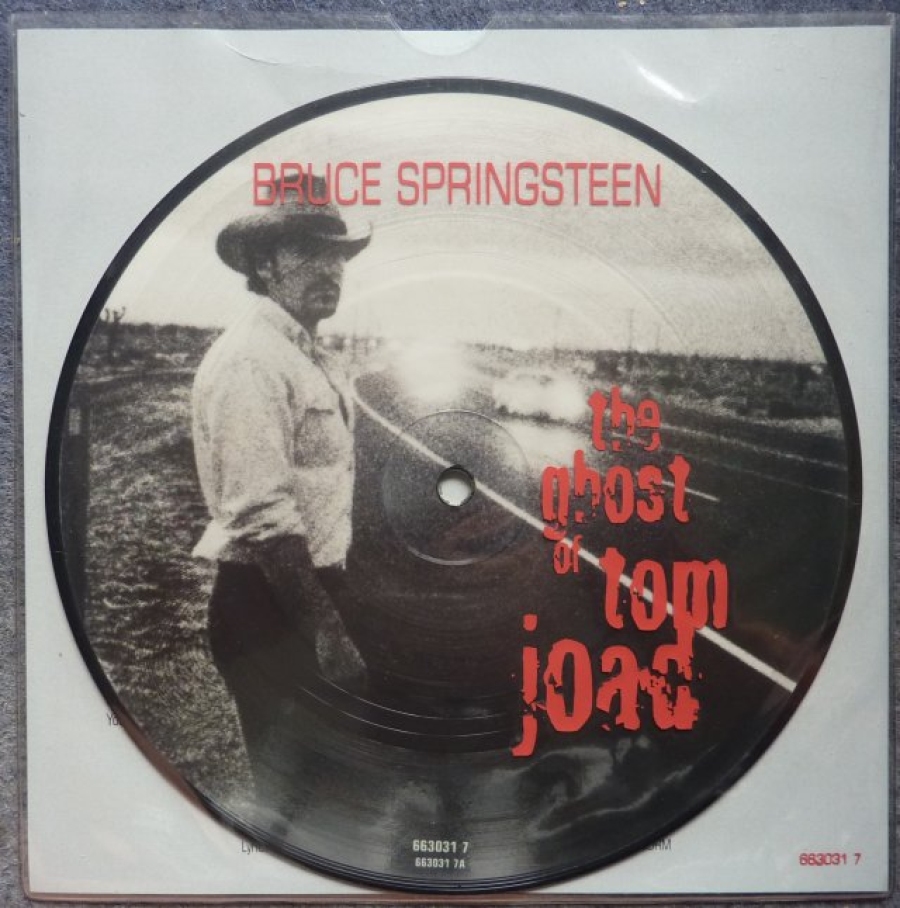 BRUCE SPRINGSTEEN
the
ghost
of
tom
joad
663031 7
663031 7A
663031 7